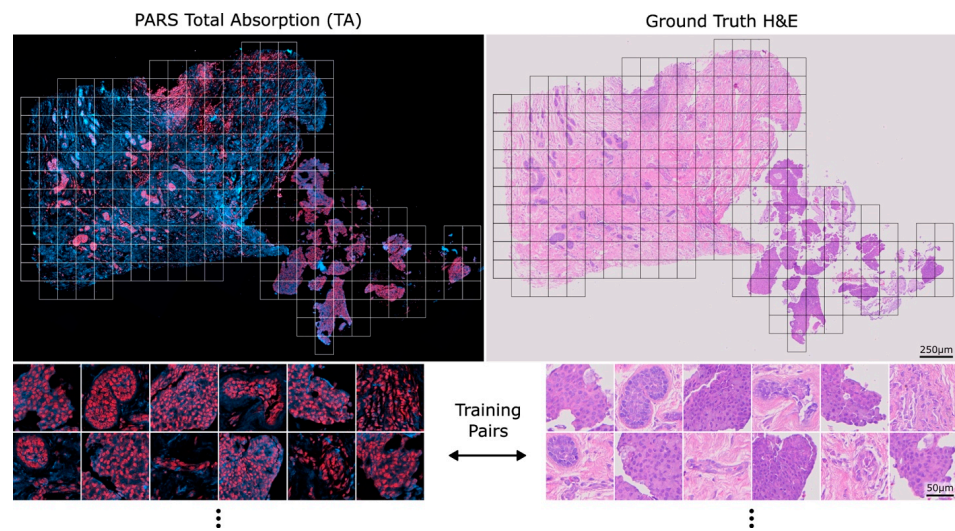 PARS Total Absorption (TA)
Ground Truth H&E
250µm
Training
Pairs
50µm